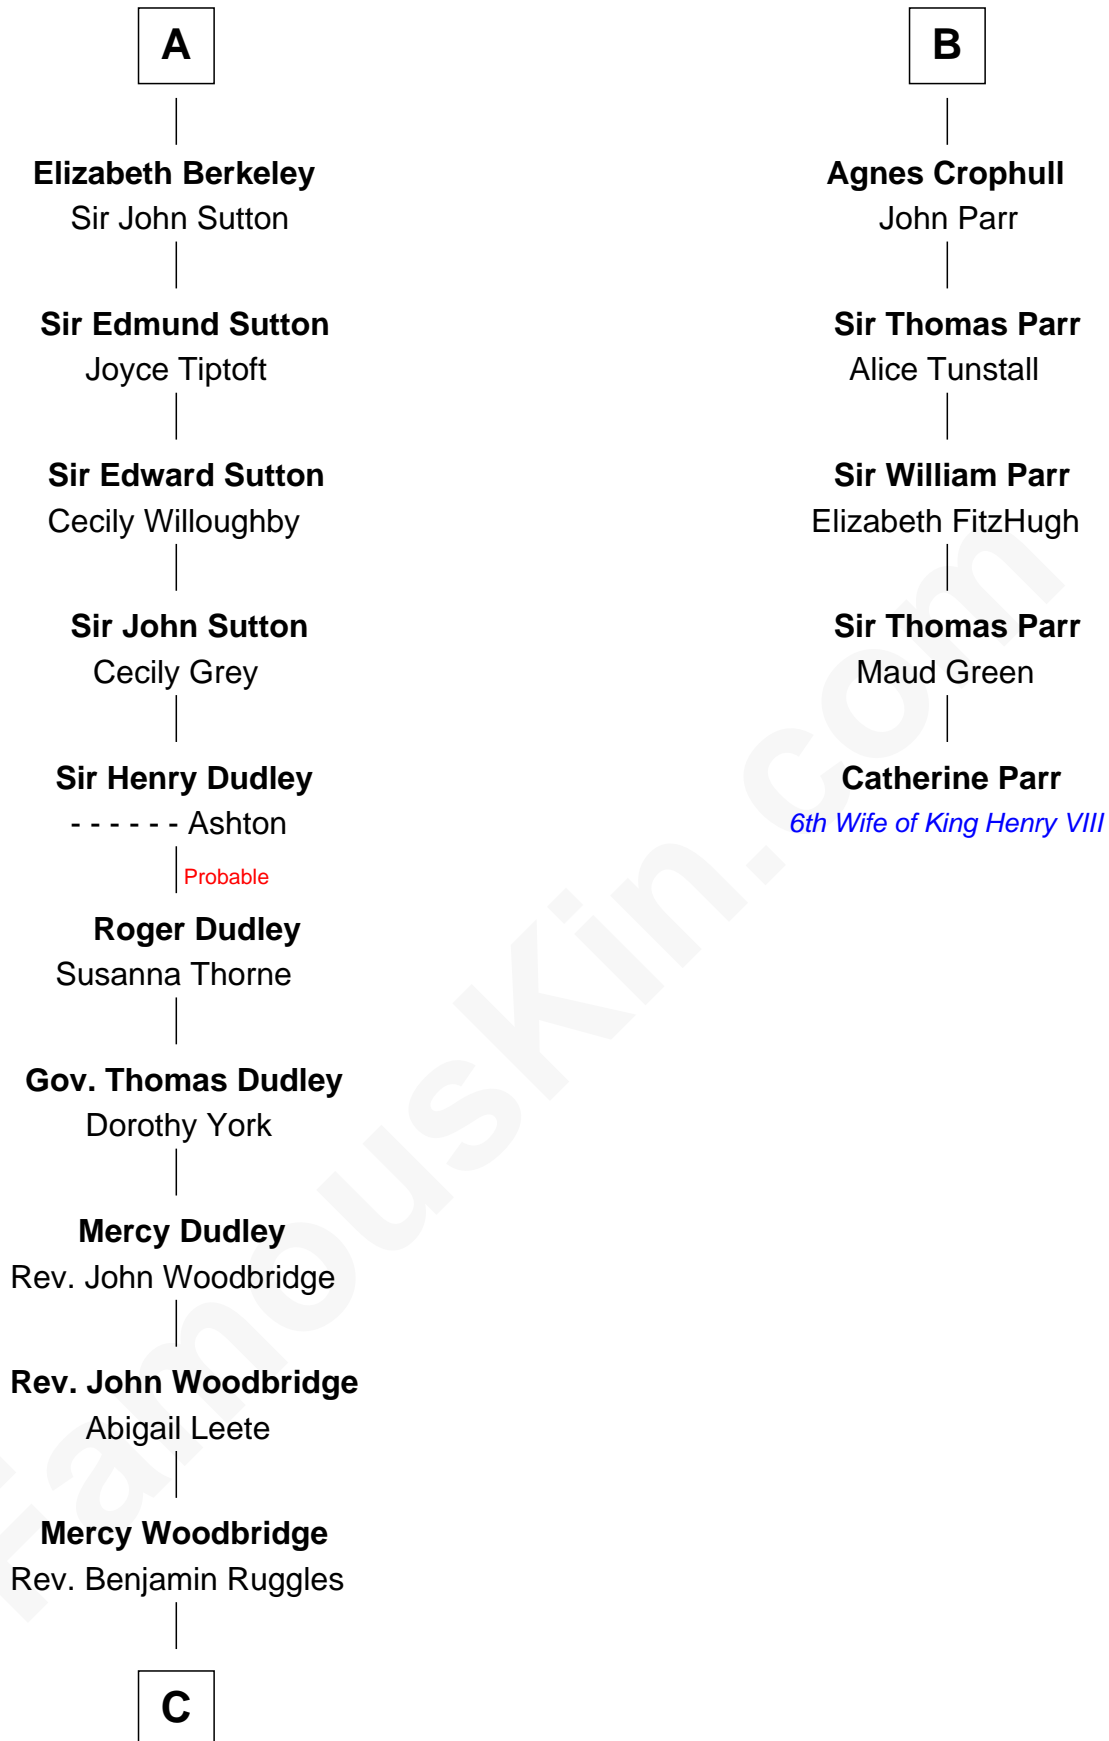 A
Elizabeth Berkeley
Sir John Sutton
Sir Edmund Sutton
Joyce Tiptoft
Sir Edward Sutton
Cecily Willoughby
Sir John Sutton
Cecily Grey
Sir Henry Dudley
- - - - - - Ashton
Probable
Roger Dudley
Susanna Thorne
Gov. Thomas Dudley
Dorothy York
Mercy Dudley
Rev. John Woodbridge
Rev. John Woodbridge
Abigail Leete
Mercy Woodbridge
Rev. Benjamin Ruggles
C
B
Agnes Crophull
John Parr
Sir Thomas Parr
Alice Tunstall
Sir William Parr
Elizabeth FitzHugh
Sir Thomas Parr
Maud Green
Catherine Parr
6th Wife of King Henry VIII
FamousKin.com